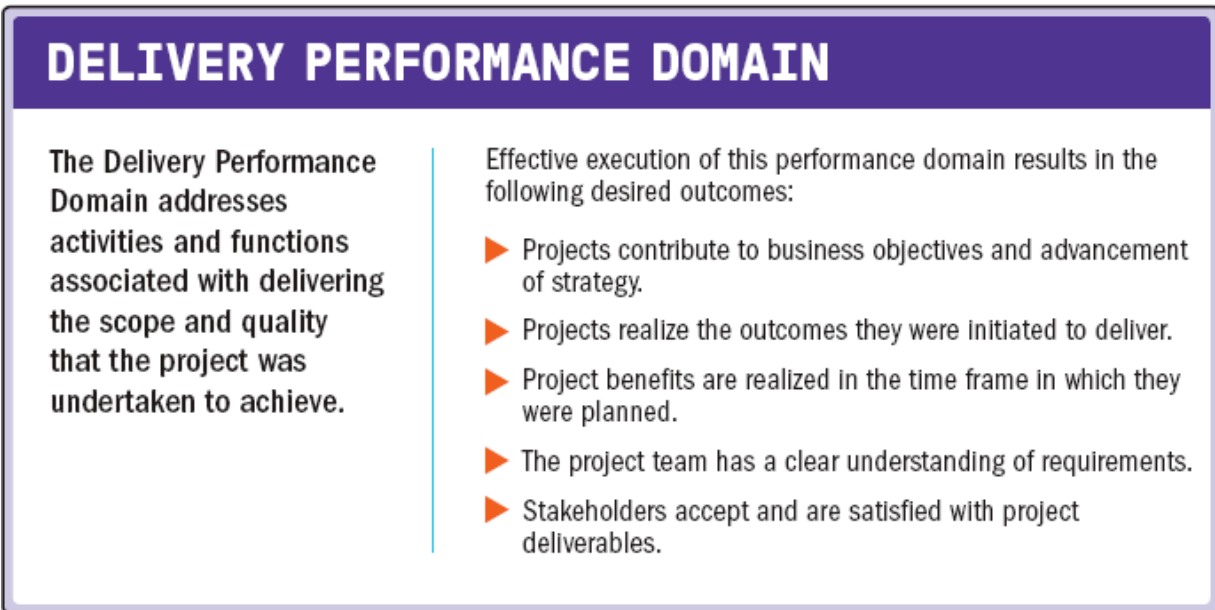 DELIVERY PERFORMANCE DOMAIN
The Delivery Performance
Domain addresses
activities and functions
associated with delivering
the scope and quality
that the project was
undertaken to achieve.
Effective execution of this performance domain results in the
following desired outcomes:
Projects contribute to business objectives and advancement
of strategy.
Projects realize the outcomes they were initiated to deliver.
Project benefits are realized in the time frame in which they
were planned.
The project team has a clear understanding of requirements.
Stakeholders accept and are satisfied with project
deliverables.